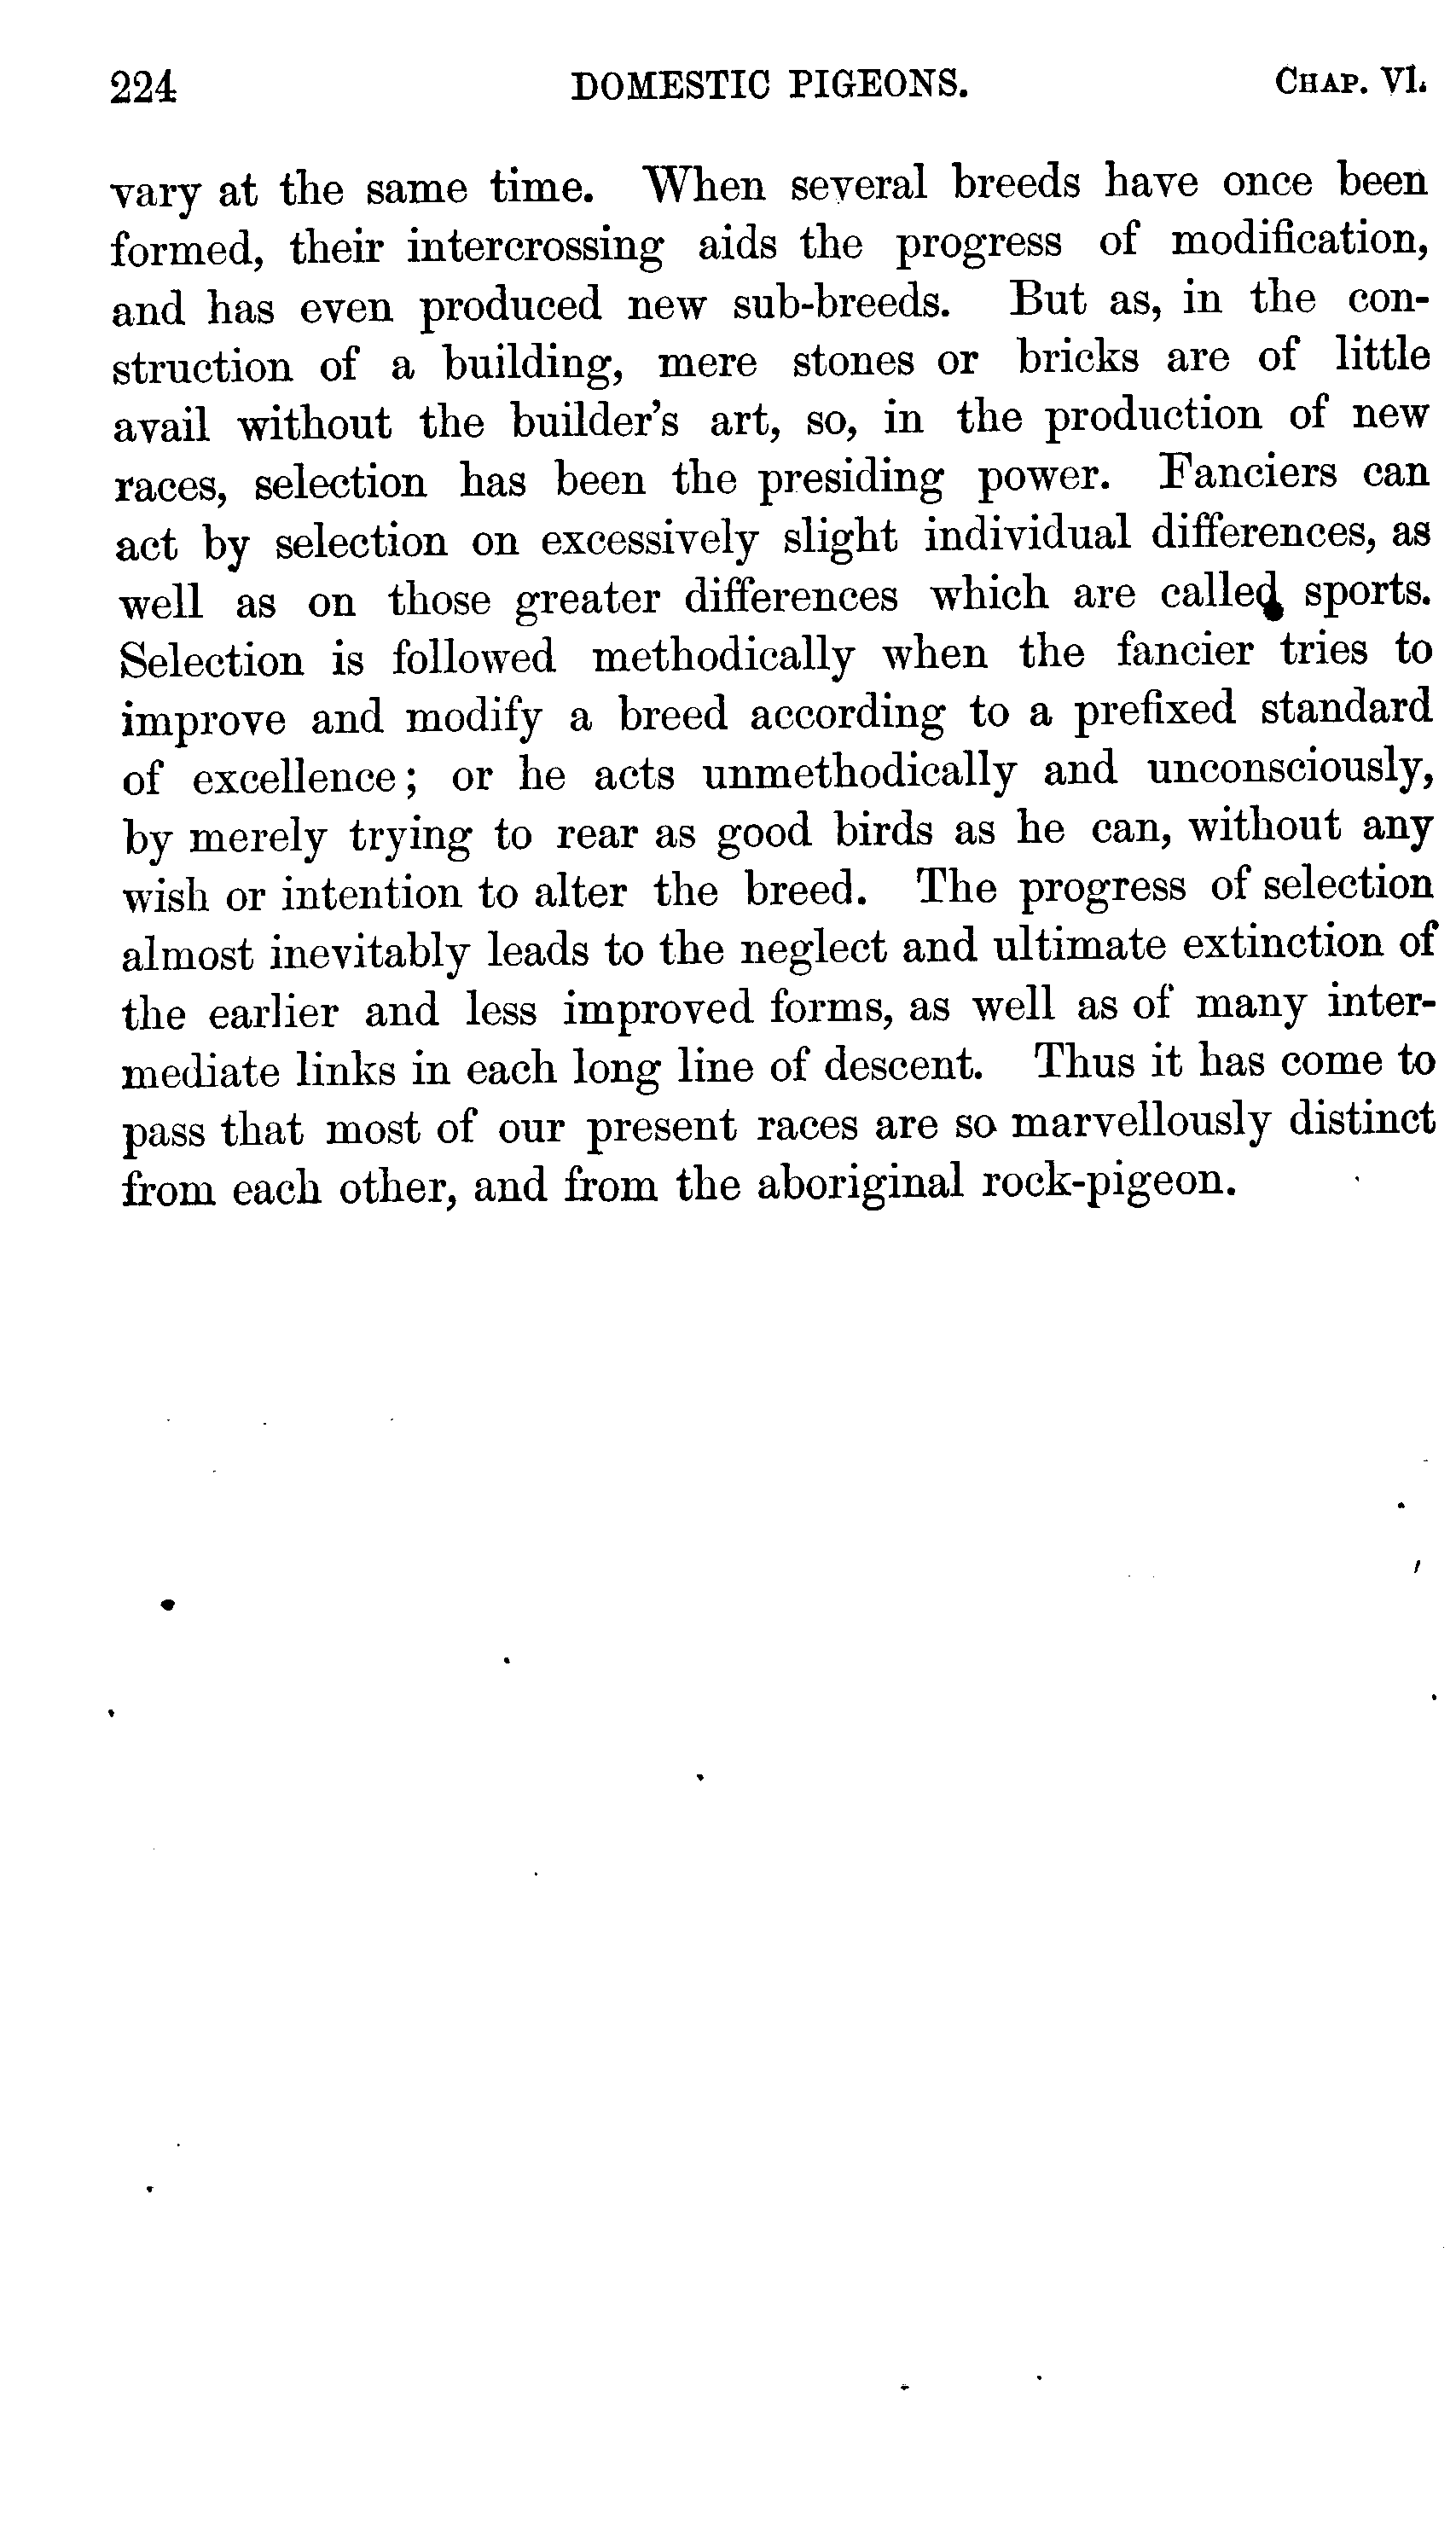 224 DOMESTIC PIGEONS. CHAP. VI.
vary at the same time. When several breeds have once been
formed, their intercrossing aids the progress of modification,
and has even produced new sub-breeds. But as, in the con-
struction of a building, mere stones or bricks are of little
avail without the builder's art, so, in the production of new
races, selection has been the presiding power. Fanciers can
act by selection on excessively slight individual differences, as
well as on those greater differences which are called sports.
Selection is followed methodically when the fancier tries to
improve and modify a breed according to a prefixed standard
of excellence; or he acts unmethodically and unconsciously,
by merely trying to rear as good birds as he can, without any
wish or intention to alter the breed. The progress of selection
almost inevitably leads to the neglect and ultimate extinction of
the earlier and less improved forms, as well as of many inter-
mediate links in each long line of descent. Thus it has come to
pass that most of our present races are so marvellously distinct
from each other, and from the aboriginal rock-pigeon.